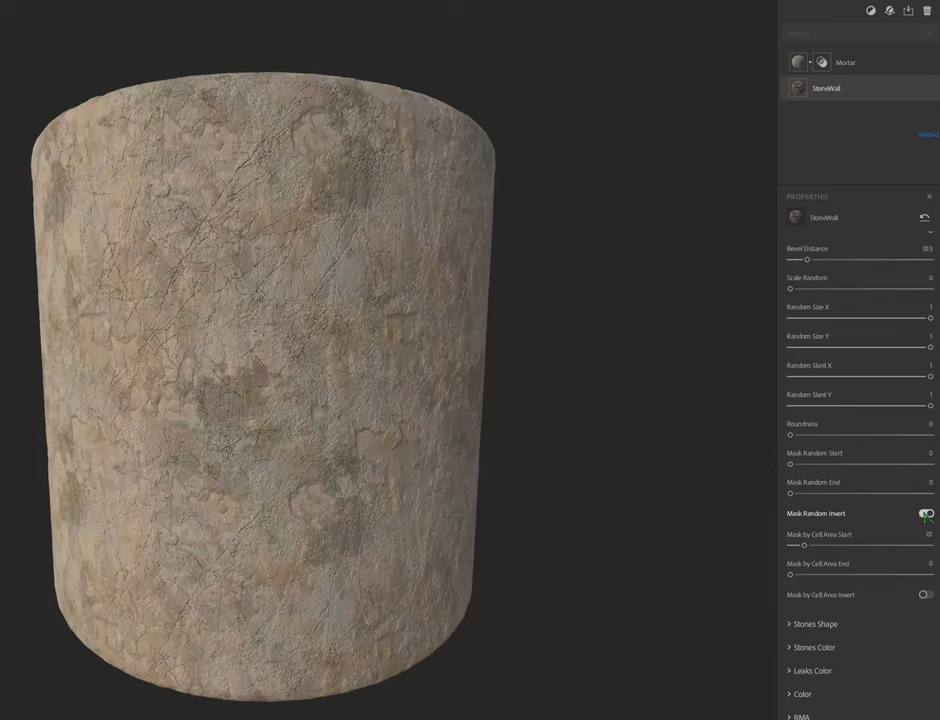 Mortar
StoneWall
Reload
PROPERTIES
StoneWall
Bevel Distance
Scale Random 0
Random Size X 1
Random Size Y 1
Random Slant X 1
Random Slant Y 1
Roundness 0
Mask Random Start 0
Mask Random End 0
Mask Random Invert
Mask by Cell Area Start
Mask by Cell Area End 0
Mask by Cell Area Invert
Stones Shape
Stones Color
Leaks Color
Color
RMA